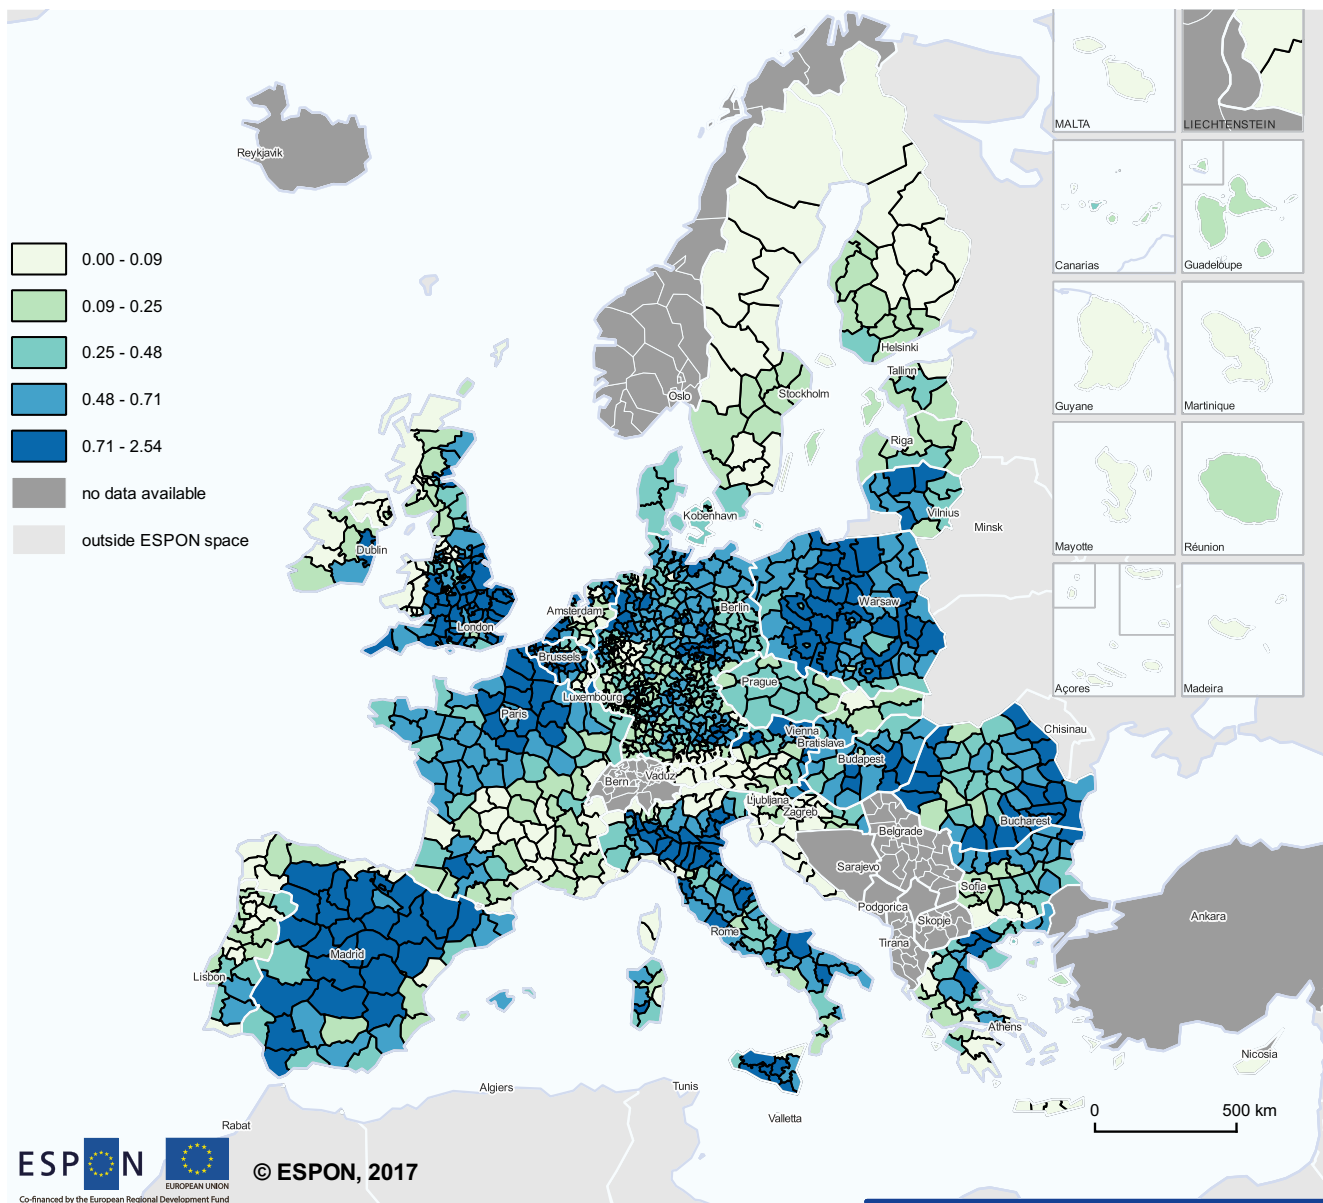 MALTA
LIECHTENSTEIN
Reykjavik
Canarias
Guadeloupe
0.00 - 0.09
0.09 - 0.25
0.25 - 0.48
0.48 - 0.71
0.71 - 2.54
no data available
outside ESPON space
Helsinki
Tallinn
Oslo
Stockholm
Guyane
Martinique
Riga
Kobenhavn
Vilnius
Minsk
Dublin
Mayotte
Réunion
Amsterdam
Berlin
Warsaw
London
Brussels
Prague
Luxembourg
Açores
Madeira
Paris
Vienna
Bratislava
Chisinau
Budapest
Bern
Vaduz
Ljubljana
Zagreb
Bucharest
Belgrade
Sarajevo
Sofia
Podgorica
Skopje
Ankara
Tirana
Rome
Madrid
Lisbon
Athens
Nicosia
Algiers
Tunis
Valletta
Rabat
0 500 km
ESPON
EUROPEAN UNION
© ESPON, 2017
Co-financed by the European Regional Development Fund